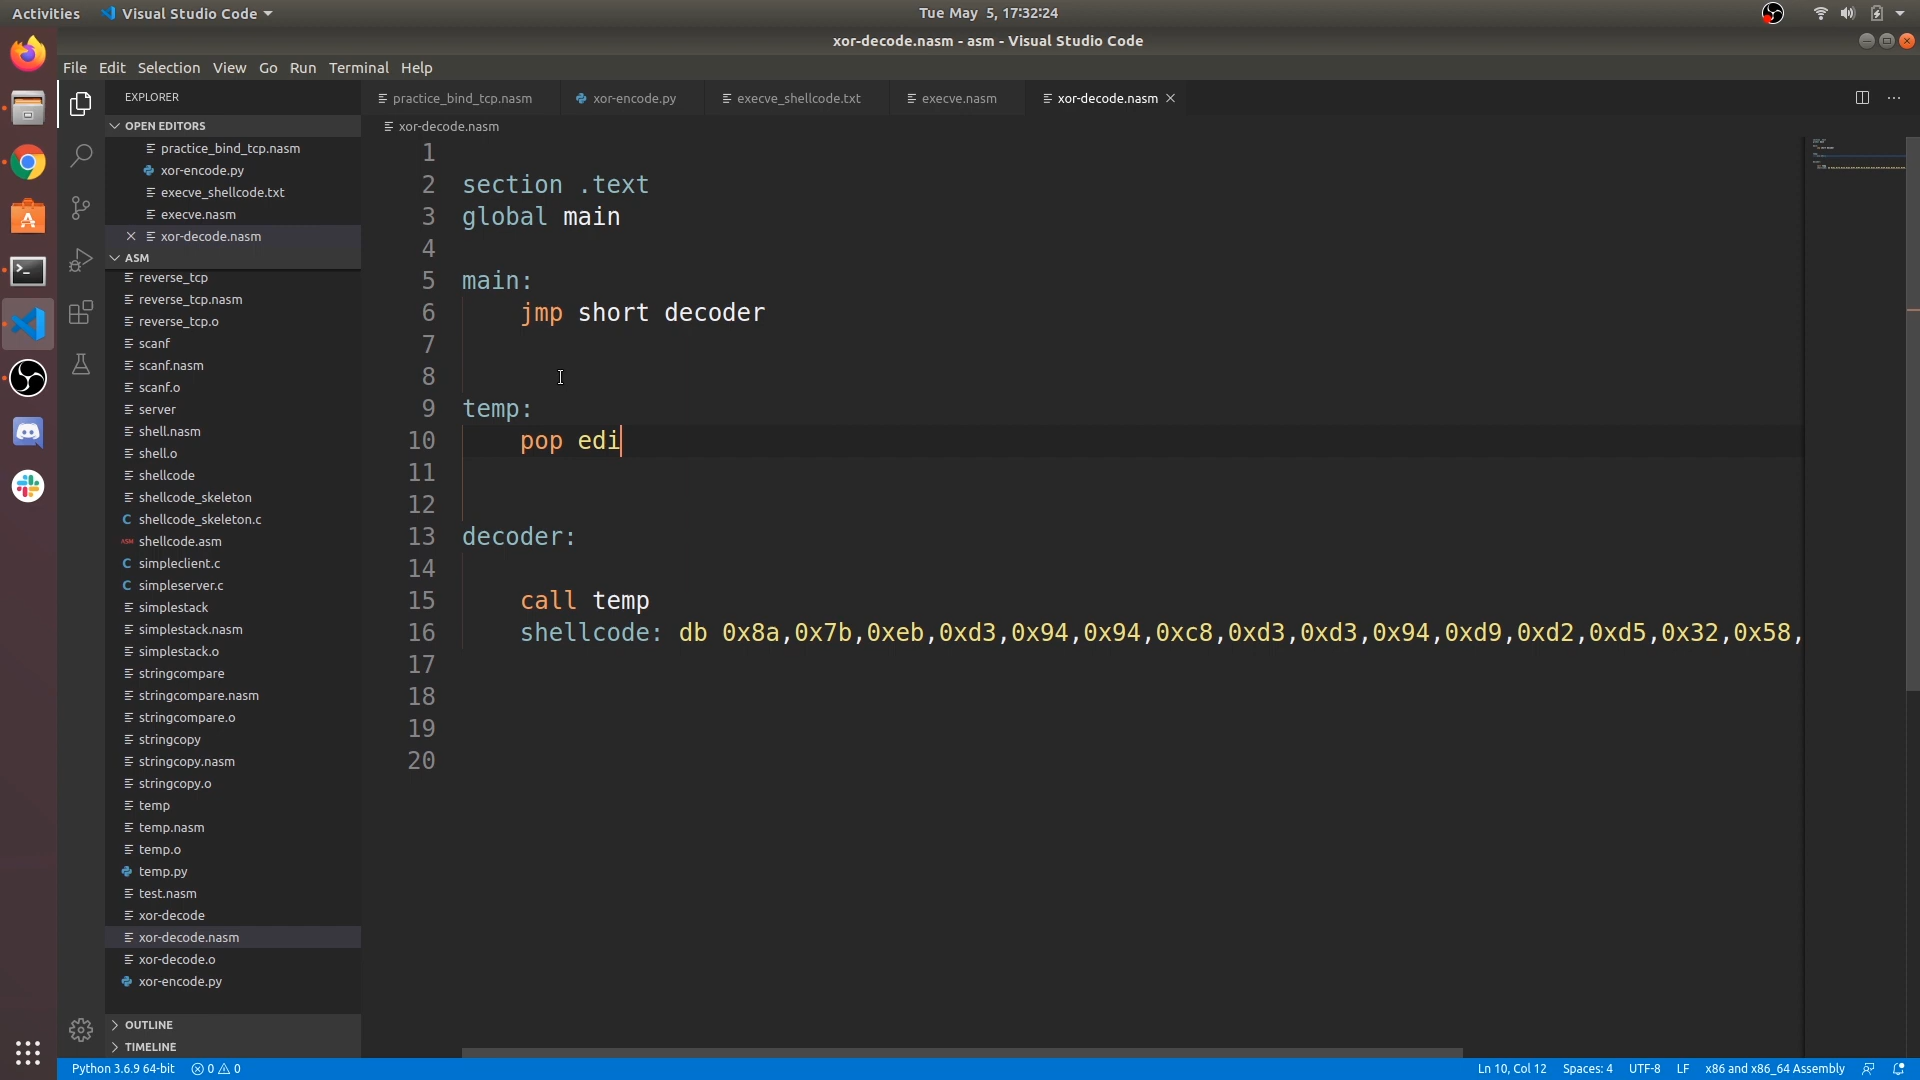 Activities
Visual Studio Code
Tue May 5, 17:32:24
xor-decode.nasm - asm - Visual Studio Code
File Edit Selection View Go Run Terminal Help
EXPLORER
OPEN EDITORS
practice_bind_tcp.nasm
xor-encode.py
execve_shellcode.txt
execve.nasm
xor-decode.nasm
ASM
reverse_tcp
reverse_tcp.nasm
reverse_tcp.o
scanf
scanf.nasm
scanf.o
server
shell.nasm
shell.o
shellcode
shellcode_skeleton
shellcode_skeleton.c
shellcode.asm
simpleclient.c
simpleserver.c
simplestack
simplestack.nasm
simplestack.o
stringcompare
stringcompare.nasm
stringcompare.o
stringcopy
stringcopy.nasm
stringcopy.o
temp
temp.nasm
temp.o
temp.py
test.nasm
xor-decode
xor-decode.nasm
xor-decode.o
xor-encode.py
OUTLINE
TIMELINE
practice_bind_tcp.nasm xor-encode.py execve_shellcode.txt execve.nasm xor-decode.nasm
xor-decode.nasm
1
2 section .text
3 global main
4
5 main:
6 jmp short decoder
7
8
9 temp:
10 pop edi
11
12
13 decoder:
14
15 call temp
16 shellcode: db 0x8a,0x7b,0xeb,0xd3,0x94,0x94,0xc8,0xd3,0xd3,0x94,0xd9,0xd2,0xd5,0x32,0x58,
17
18
19
20
Python 3.6.9 64-bit 0 0 Ln 10, Col 12 Spaces: 4 UTF-8 LF x86 and x86_64 Assembly